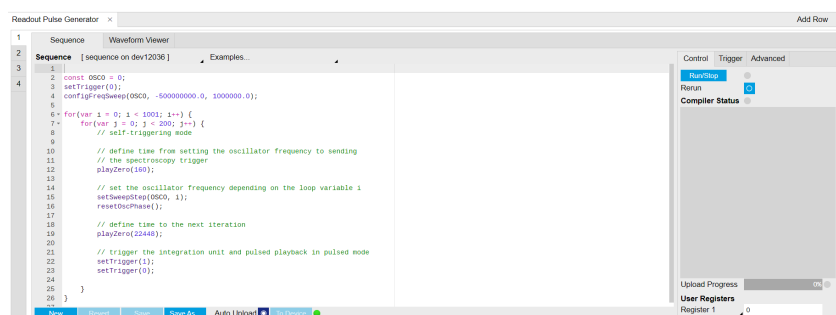 Readout Pulse Generator × Add Row
1 Sequence Waveform Viewer
2
3
4
Sequence [ sequence on dev12036 ] Examples...
1
2 const OSC0 = 0;
3 setTrigger(0);
4 configFreqSweep(OSC0, -500000000.0, 1000000.0);
5
6 for(var i = 0; i < 1001; i++) {
7 for(var j = 0; j < 200; j++) {
8 // self-triggering mode
9
10 // define time from setting the oscillator frequency to sending
11 // the spectroscopy trigger
12 playZero(160);
13
14 // set the oscillator frequency depending on the loop variable i
15 setSweepStep(OSC0, i);
16 resetOscPhase();
17
18 // define time to the next iteration
19 playZero(22448);
20
21 // trigger the integration unit and pulsed playback in pulsed mode
22 setTrigger(1);
23 setTrigger(0);
24
25 }
26 }
27
New Revert Save Save As... Auto Upload To Device
Control Trigger Advanced
Run/Stop
Rerun
Compiler Status
Upload Progress 0%
User Registers
Register 1 0